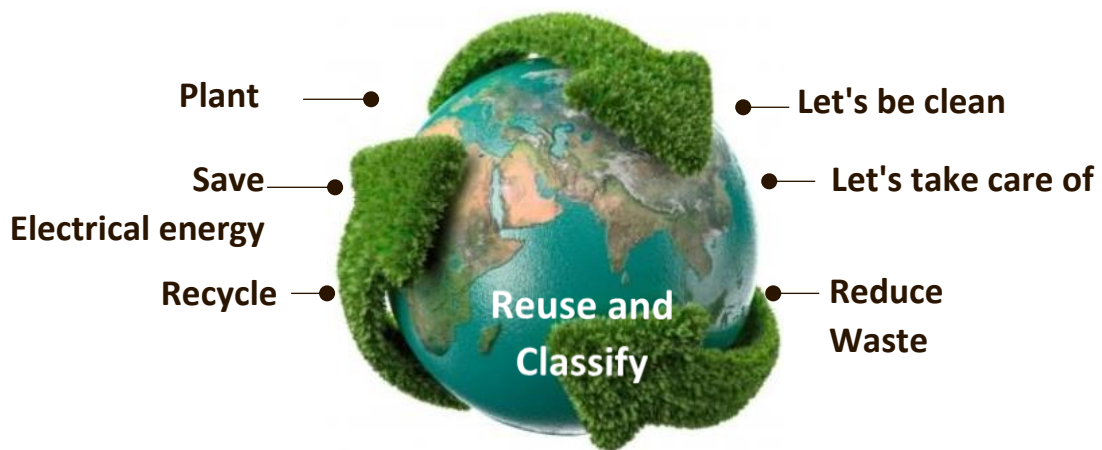 Plant
Save
Electrical energy
Recycle
Reuse and
Classify
Let's be clean
Let's take care of
Reduce
Waste